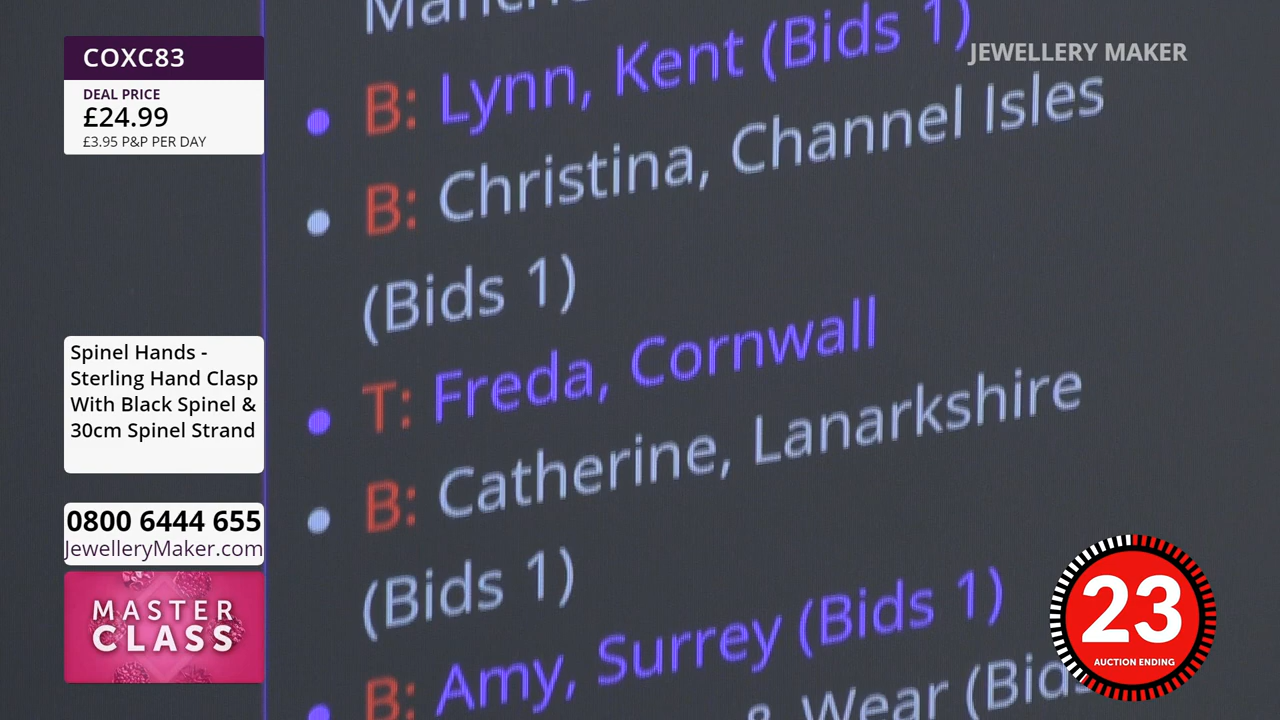 COXC83
DEAL PRICE
£24.99
£3.95 P&P PER DAY
JEWELLERY MAKER
B: Lynn, Kent (Bids 1)
B: Christina, Channel Isles
(Bids 1)
T: Freda, Cornwall
B: Catherine, Lanarkshire
(Bids 1)
B: Amy, Surrey (Bids 1)
& Wear (Bids
Spinel Hands -
Sterling Hand Clasp
With Black Spinel &
30cm Spinel Strand
0800 6444 655
JewelleryMaker.com
MASTER
CLASS
23
AUCTION ENDING